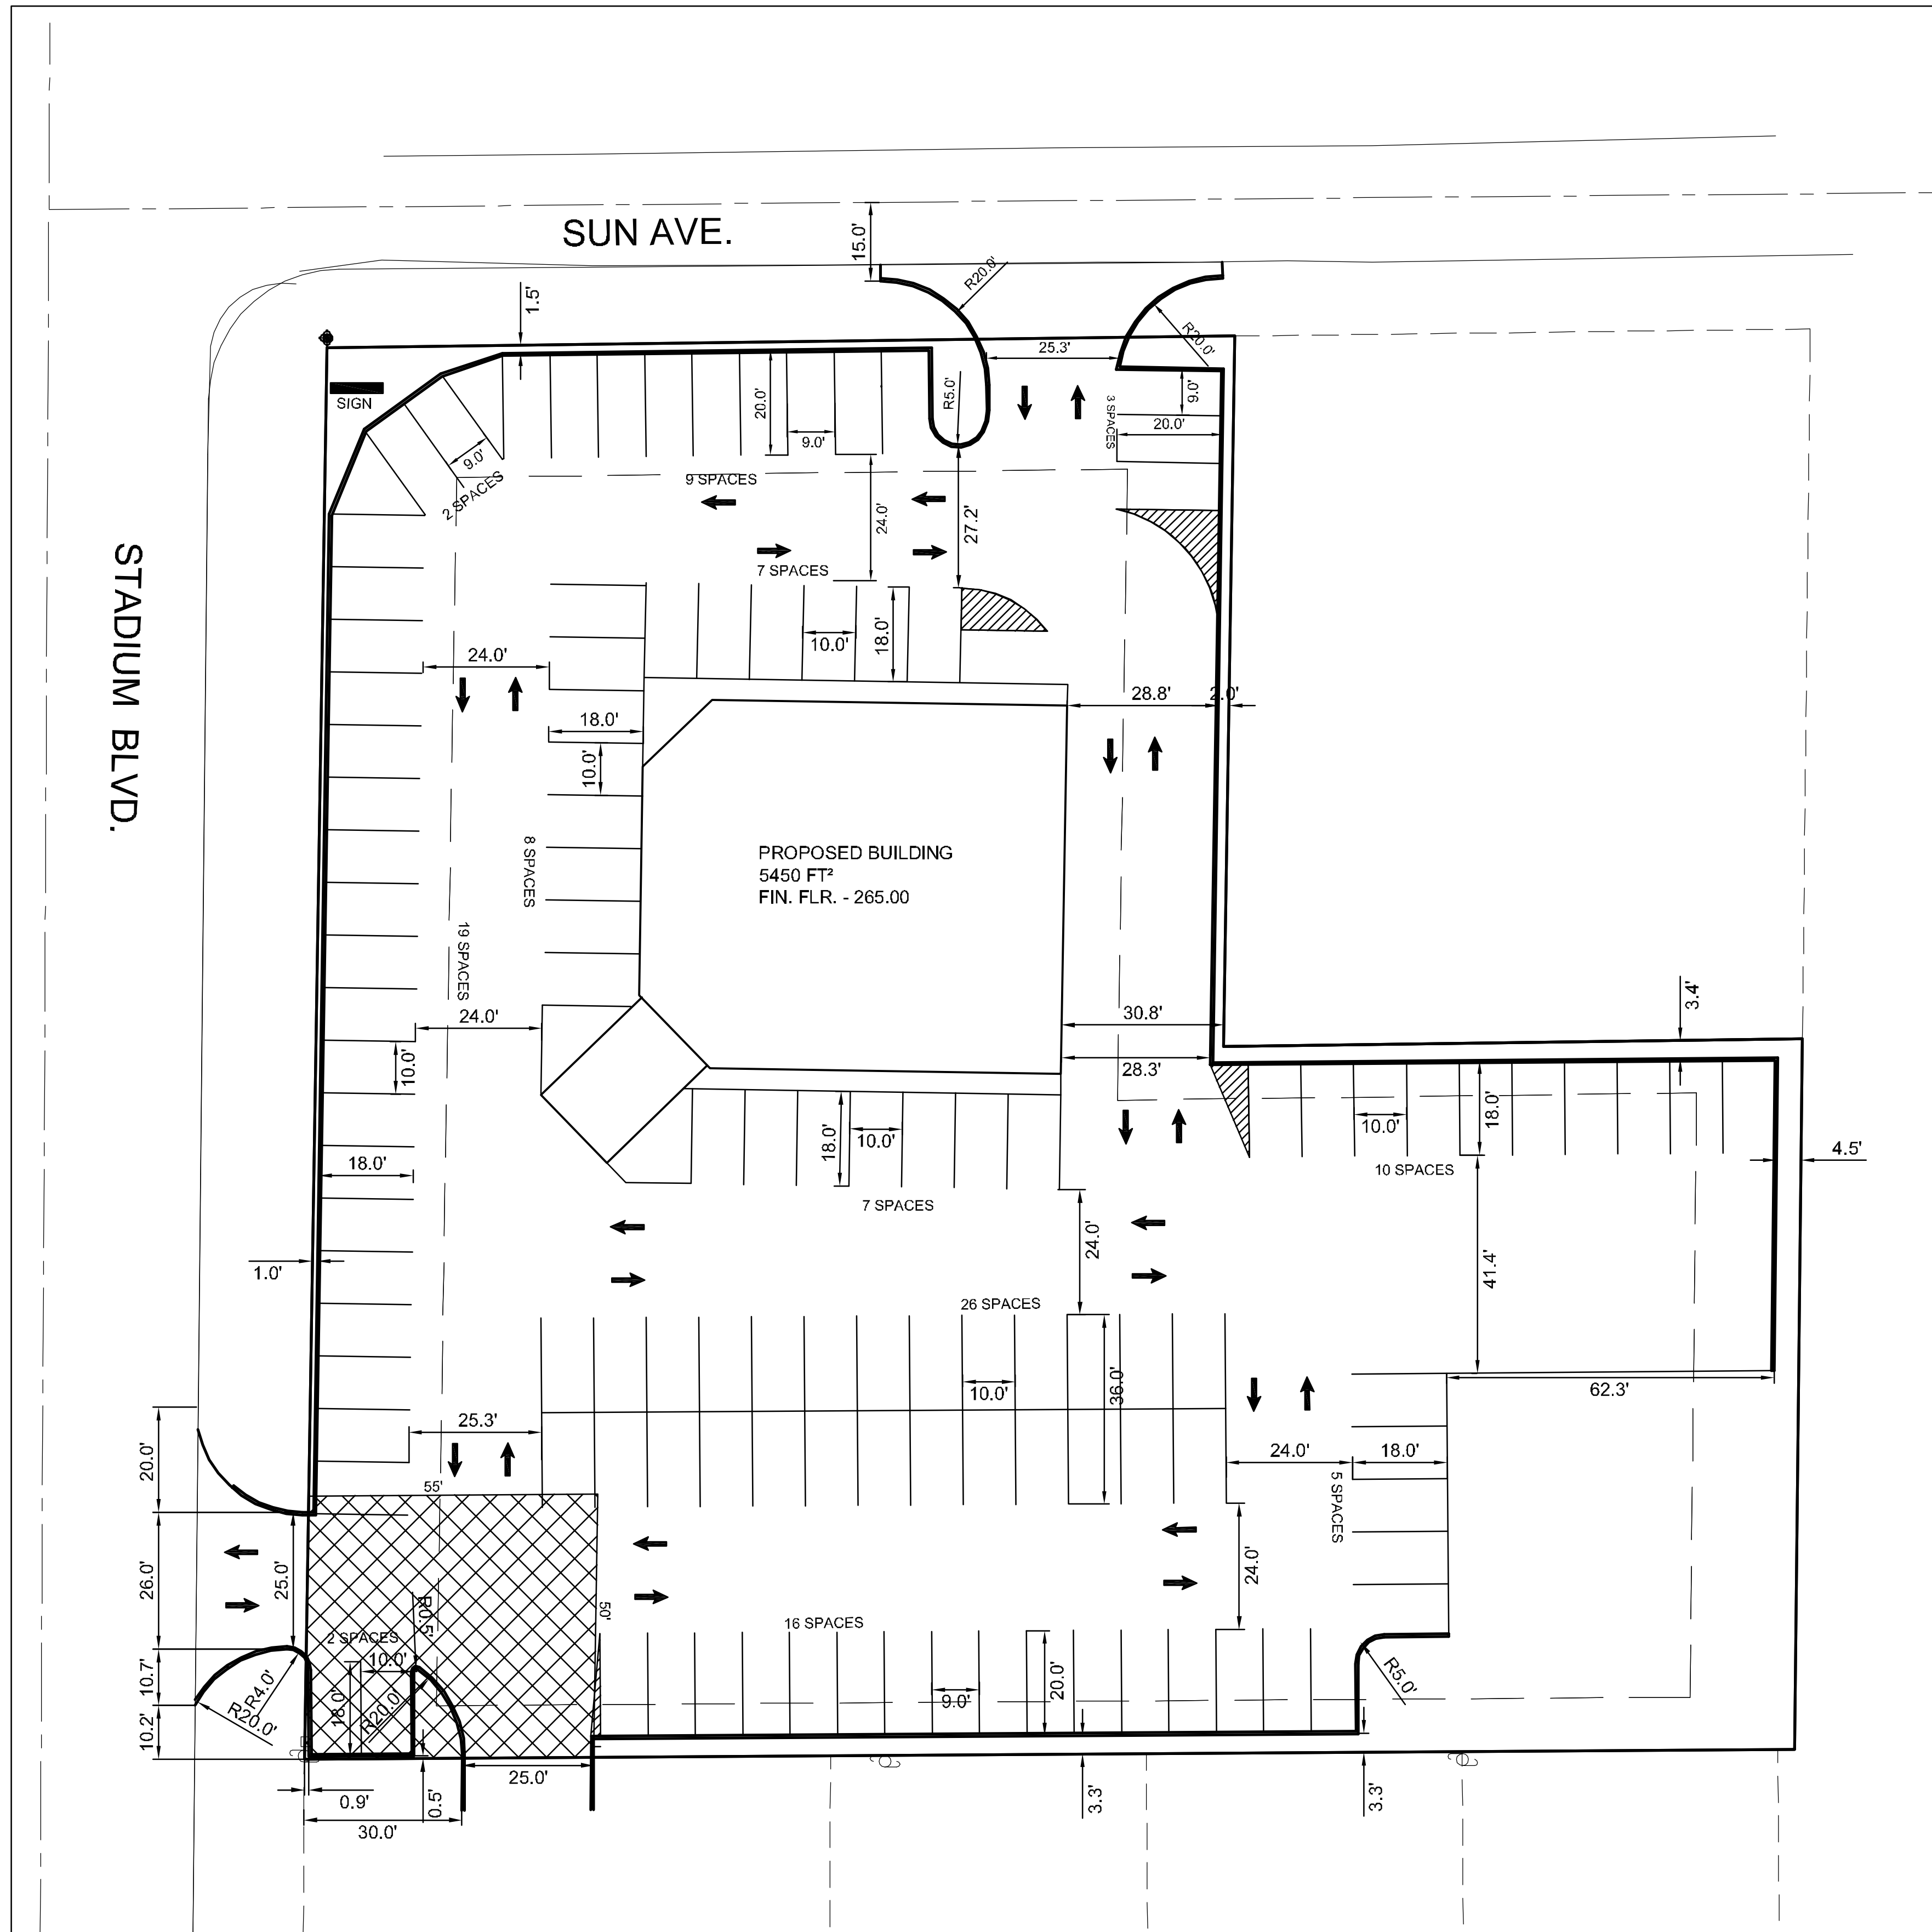 SUN AVE.
15.0'
R20.0'
1.5'
R20.0'
25.3'
SIGN
20.0'
9.0'
R5.0'
3 SPACES
9.0'
20.0'
9.0'
2 SPACES
9 SPACES
24.0'
27.2'
7 SPACES
STADIUM BLVD.
10.0'
18.0'
24.0'
28.8'
2.0'
18.0'
10.0'
8 SPACES
PROPOSED BUILDING
5450 FT²
FIN. FLR. - 265.00
19 SPACES
24.0'
30.8'
3.4'
10.0'
28.3'
18.0'
10.0'
10.0'
18.0'
18.0'
4.5'
10 SPACES
7 SPACES
24.0'
41.4'
1.0'
26 SPACES
10.0'
36.0'
62.3'
25.3'
20.0'
24.0'
18.0'
55'
5 SPACES
26.0'
25.0'
24.0'
R0.5'
50'
16 SPACES
2 SPACES
10.0'
10.7'
R4.0'
R20.0'
18.0'
R20.0'
20.0'
9.0'
R5.0'
10.2'
25.0'
0.9'
0.5'
3.3'
3.3'
30.0'